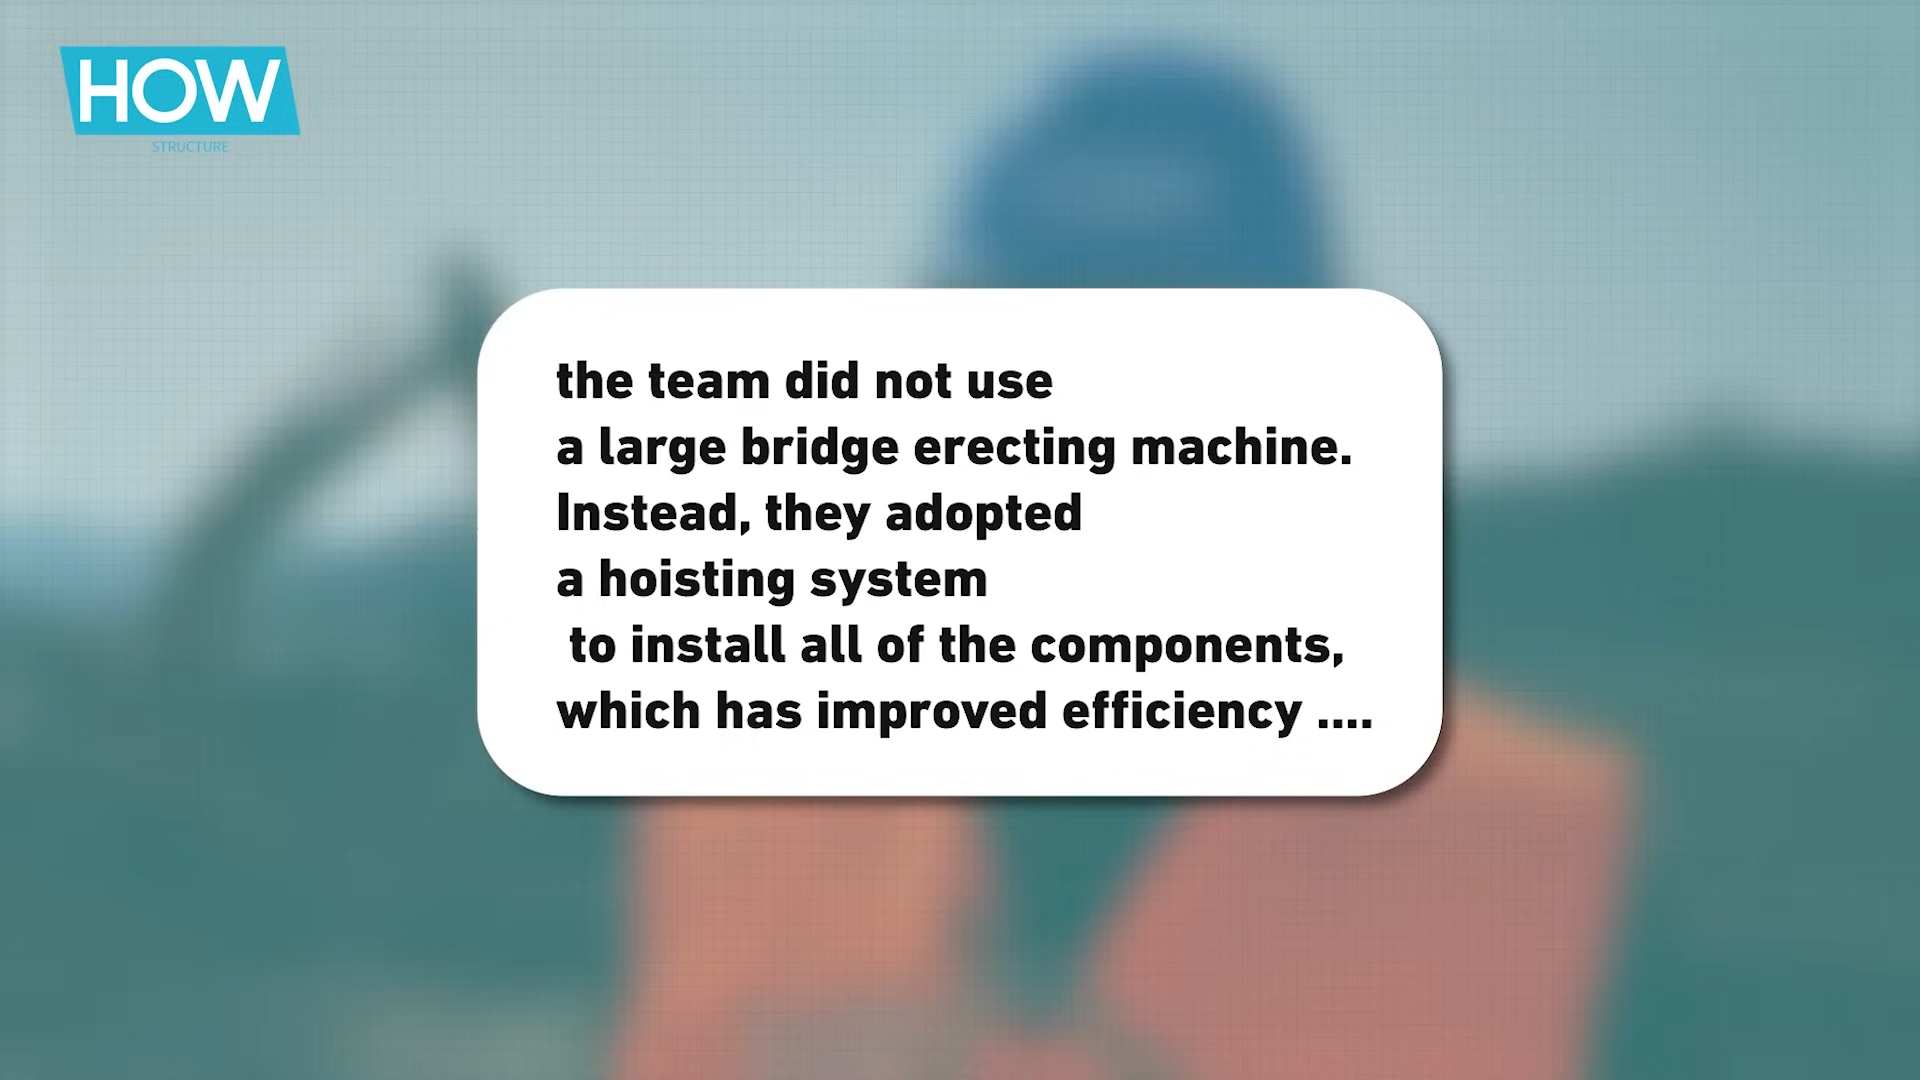 HOW
STRUCTURE
the team did not use
a large bridge erecting machine.
Instead, they adopted
a hoisting system
to install all of the components,
which has improved efficiency ....